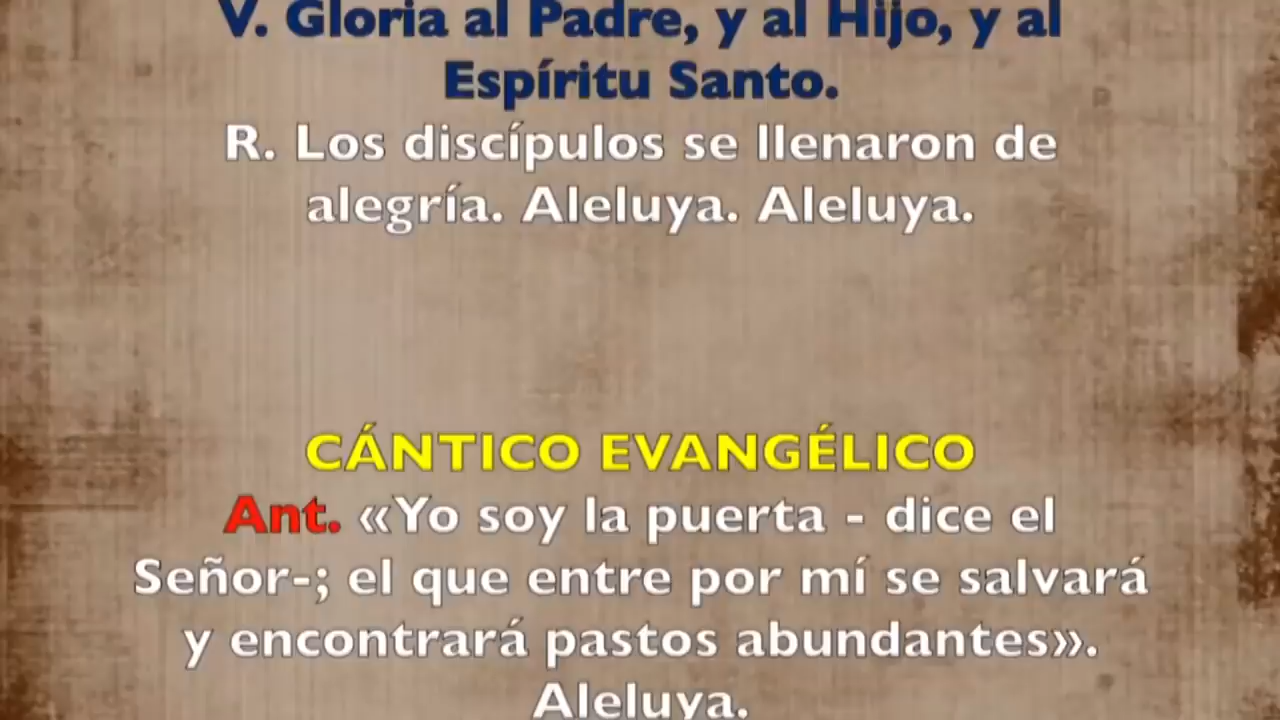 V. Gloria al Padre, y al Hijo, y al
Espíritu Santo.
R. Los discípulos se llenaron de
alegría. Aleluya. Aleluya.
CÁNTICO EVANGÉLICO
Ant. «Yo soy la puerta - dice el
Señor-; el que entre por mí se salvará
y encontrará pastos abundantes».
Aleluya.